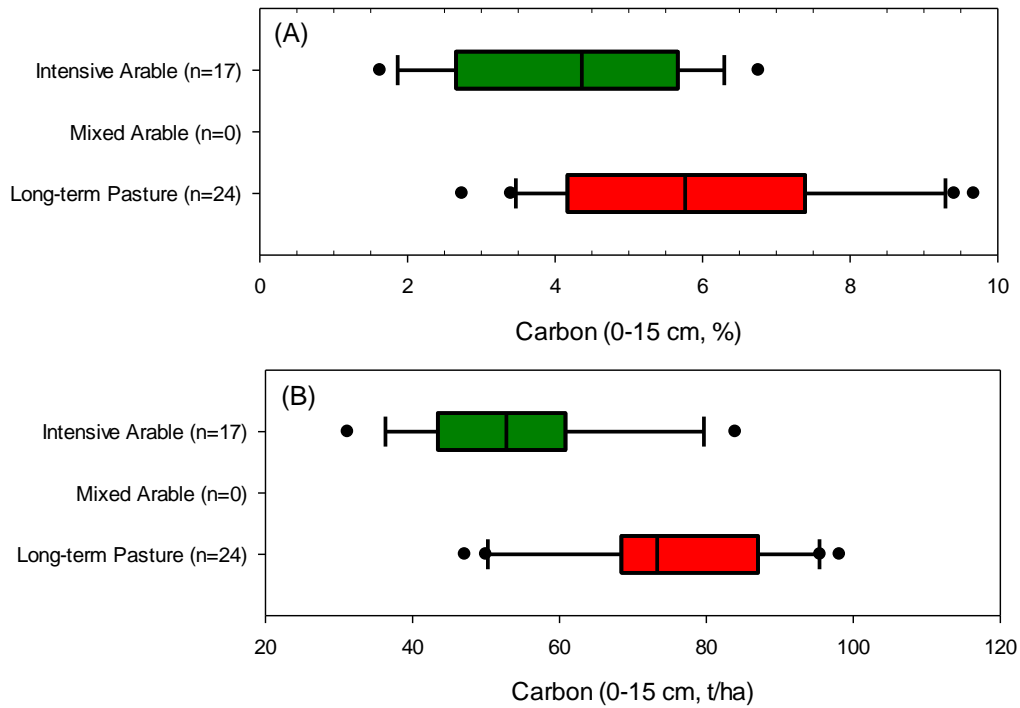 (A)
Intensive Arable (n=17)
Mixed Arable (n=0)
Long-term Pasture (n=24)
0 2 4 6 8 10
Carbon (0-15 cm, %)
(B)
Intensive Arable (n=17)
Mixed Arable (n=0)
Long-term Pasture (n=24)
20 40 60 80 100 120
Carbon (0-15 cm, t/ha)